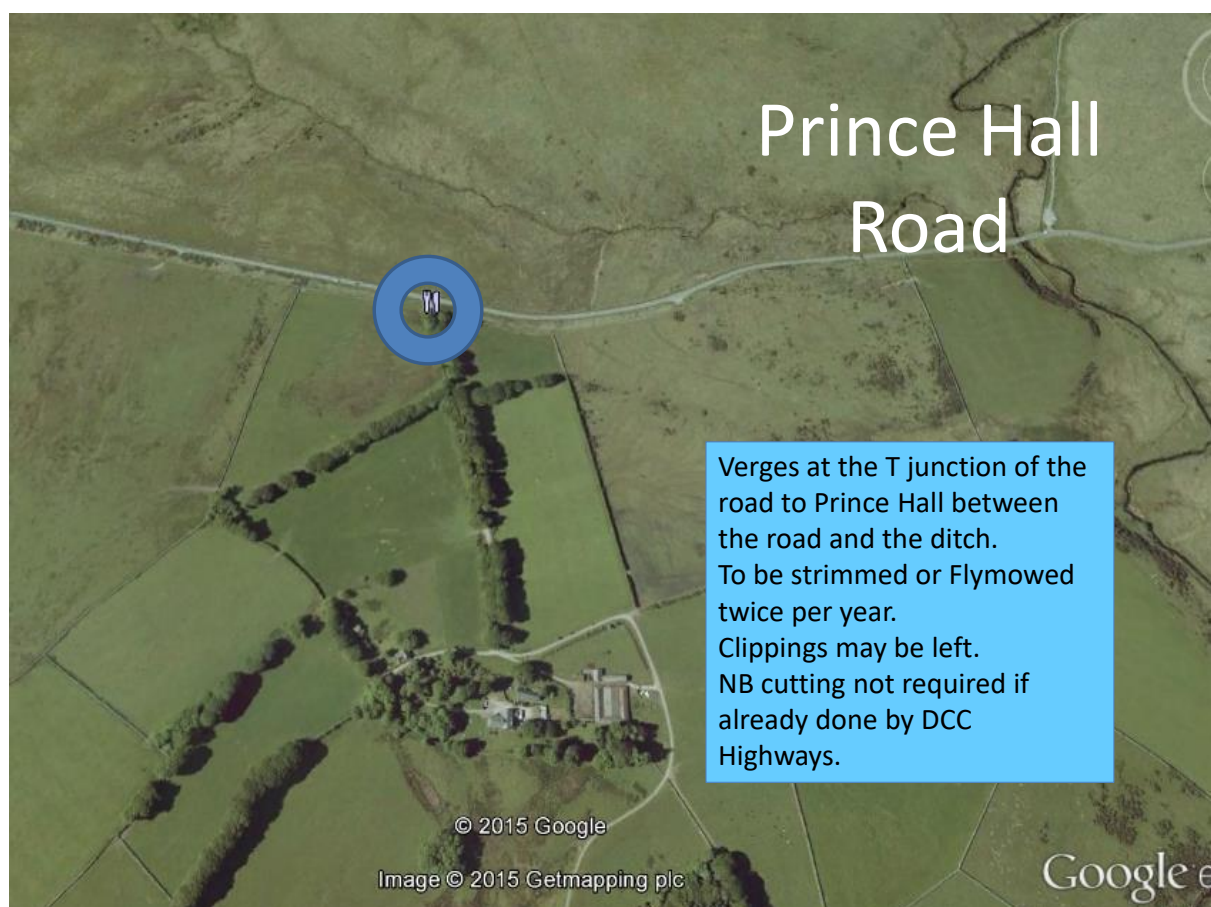 Prince Hall
Road
Verges at the T junction of the
road to Prince Hall between
the road and the ditch.
To be strimmed or Flymowed
twice per year.
Clippings may be left.
NB cutting not required if
already done by DCC
Highways.
© 2015 Google
Image © 2015 Getmapping plc
Google e